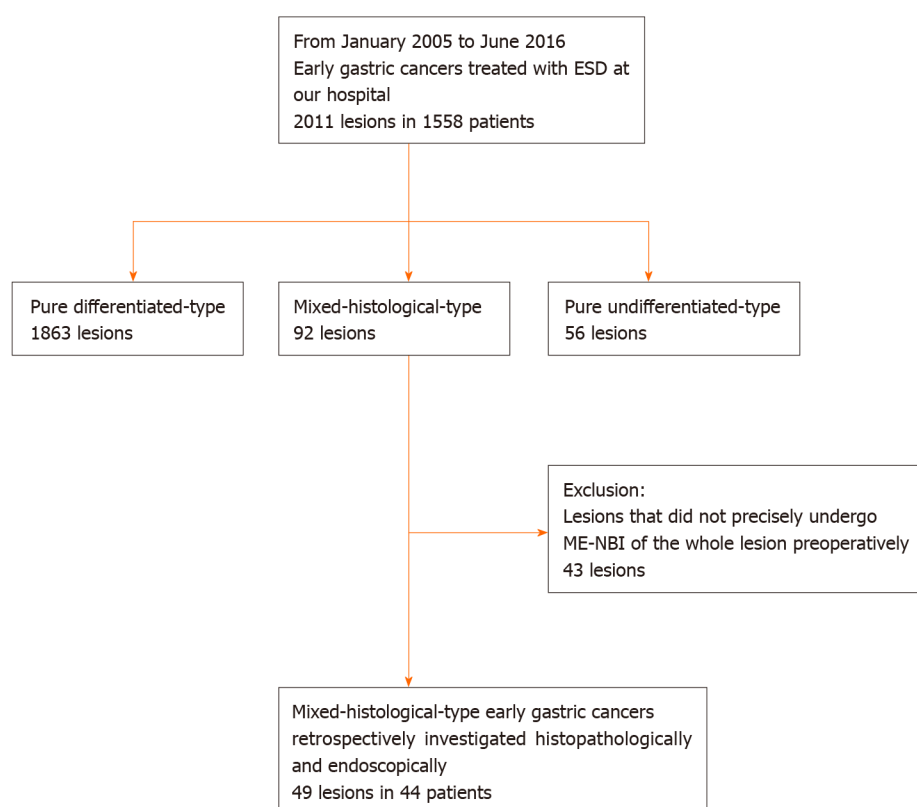 From January 2005 to June 2016
Early gastric cancers treated with ESD at
our hospital
2011 lesions in 1558 patients
Pure differentiated-type
1863 lesions
Mixed-histological-type
92 lesions
Pure undifferentiated-type
56 lesions
Exclusion:
Lesions that did not precisely undergo
ME-NBI of the whole lesion preoperatively
43 lesions
Mixed-histological-type early gastric cancers
retrospectively investigated histopathologically
and endoscopically
49 lesions in 44 patients